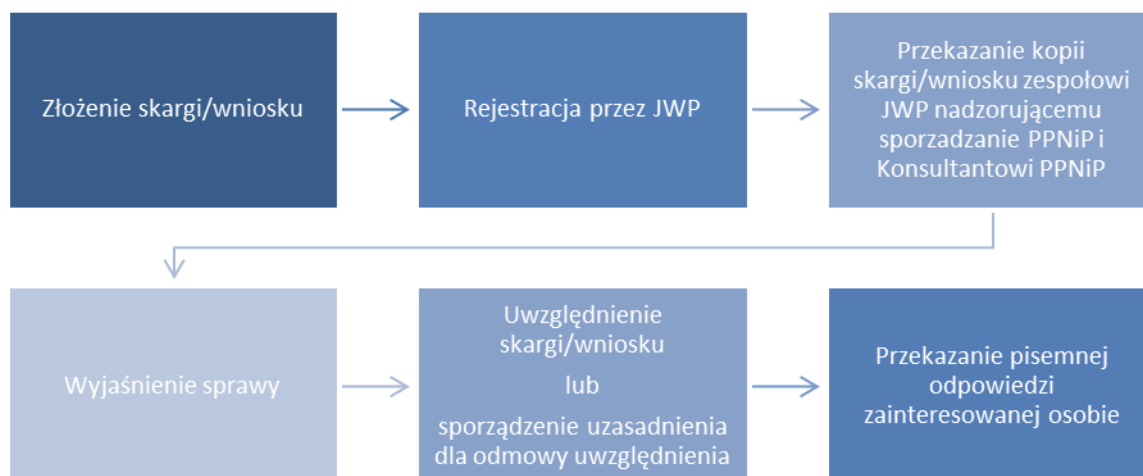 Złożenie skargi/wniosku
Rejestracja przez JWP
Przekazanie kopii
skargi/wniosku zespołowi
JWP nadzorującemu
sporzadzanie PPNiP i
Konsultantowi PPNiP
Wyjaśnienie sprawy
Uwzględnienie
skargi/wniosku
lub
sporządzenie uzasadnienia
dla odmowy uwzględnienia
Przekazanie pisemnej
odpowiedzi
zainteresowanej osobie